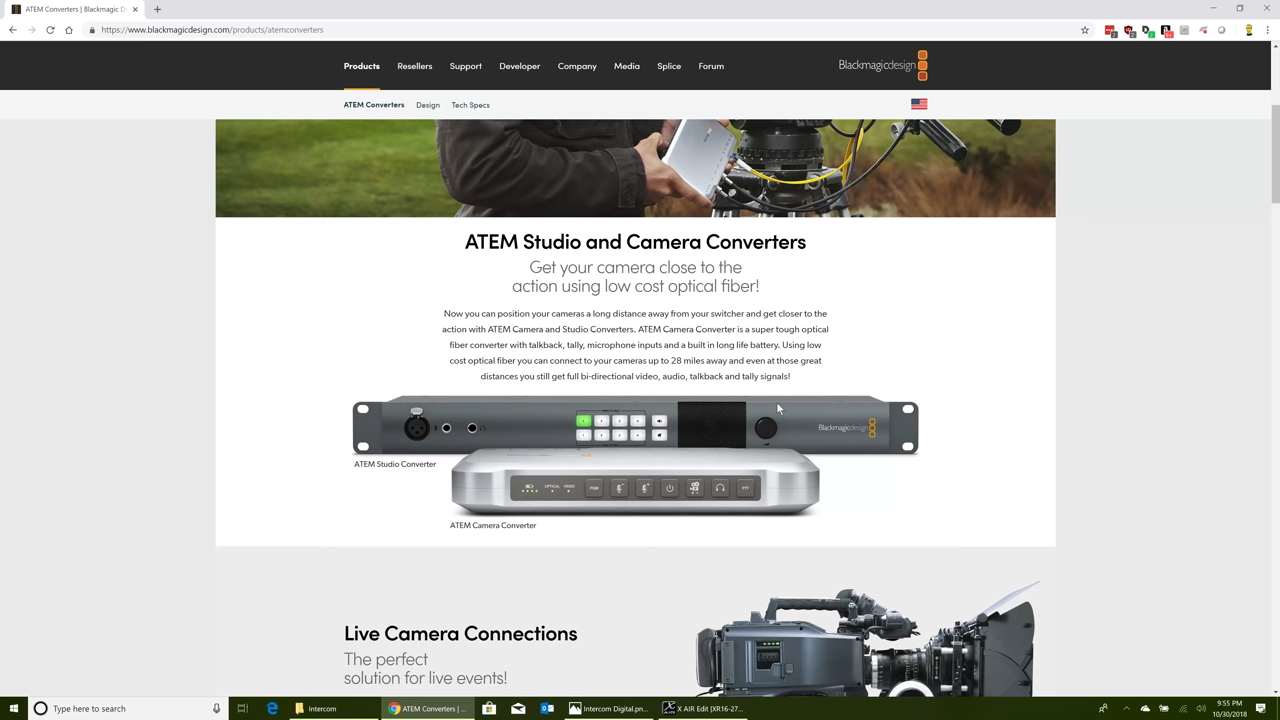 ATEM Converters | Blackmagic D
https://www.blackmagicdesign.com/products/atemconverters
Products Resellers Support Developer Company Media Splice Forum
Blackmagicdesign
ATEM Converters Design Tech Specs
ATEM Studio and Camera Converters
Get your camera close to the
action using low cost optical fiber!
Now you can position your cameras a long distance away from your switcher and get closer to the
action with ATEM Camera and Studio Converters. ATEM Camera Converter is a super tough optical
fiber converter with talkback, tally, microphone inputs and a built in long life battery. Using low
cost optical fiber you can connect to your cameras up to 28 miles away and even at those great
distances you still get full bi-directional video, audio, talkback and tally signals!
Blackmagicdesign
ATEM Studio Converter
OPTICAL VIDEO
PGM PTT
ATEM Camera Converter
Live Camera Connections
The perfect
solution for live events!
Type here to search
Intercom
ATEM Converters | ...
Intercom Digital.pn...
X AIR Edit [XR16-27...
9:55 PM
10/30/2018